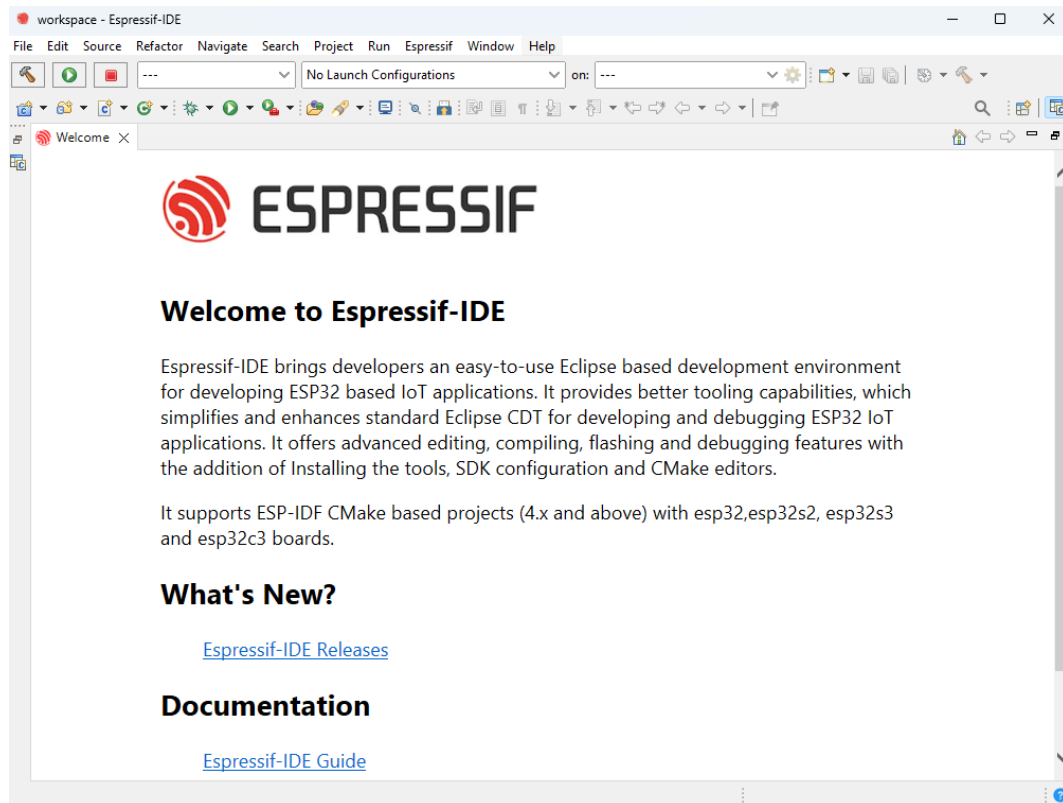 workspace - Espressif-IDE
File Edit Source Refactor Navigate Search Project Run Espressif Window Help
--- No Launch Configurations on: ---
Welcome
ESPRESSIF
Welcome to Espressif-IDE
Espressif-IDE brings developers an easy-to-use Eclipse based development environment
for developing ESP32 based IoT applications. It provides better tooling capabilities, which
simplifies and enhances standard Eclipse CDT for developing and debugging ESP32 IoT
applications. It offers advanced editing, compiling, flashing and debugging features with
the addition of Installing the tools, SDK configuration and CMake editors.
It supports ESP-IDF CMake based projects (4.x and above) with esp32,esp32s2, esp32s3
and esp32c3 boards.
What's New?
Espressif-IDE Releases
Documentation
Espressif-IDE Guide